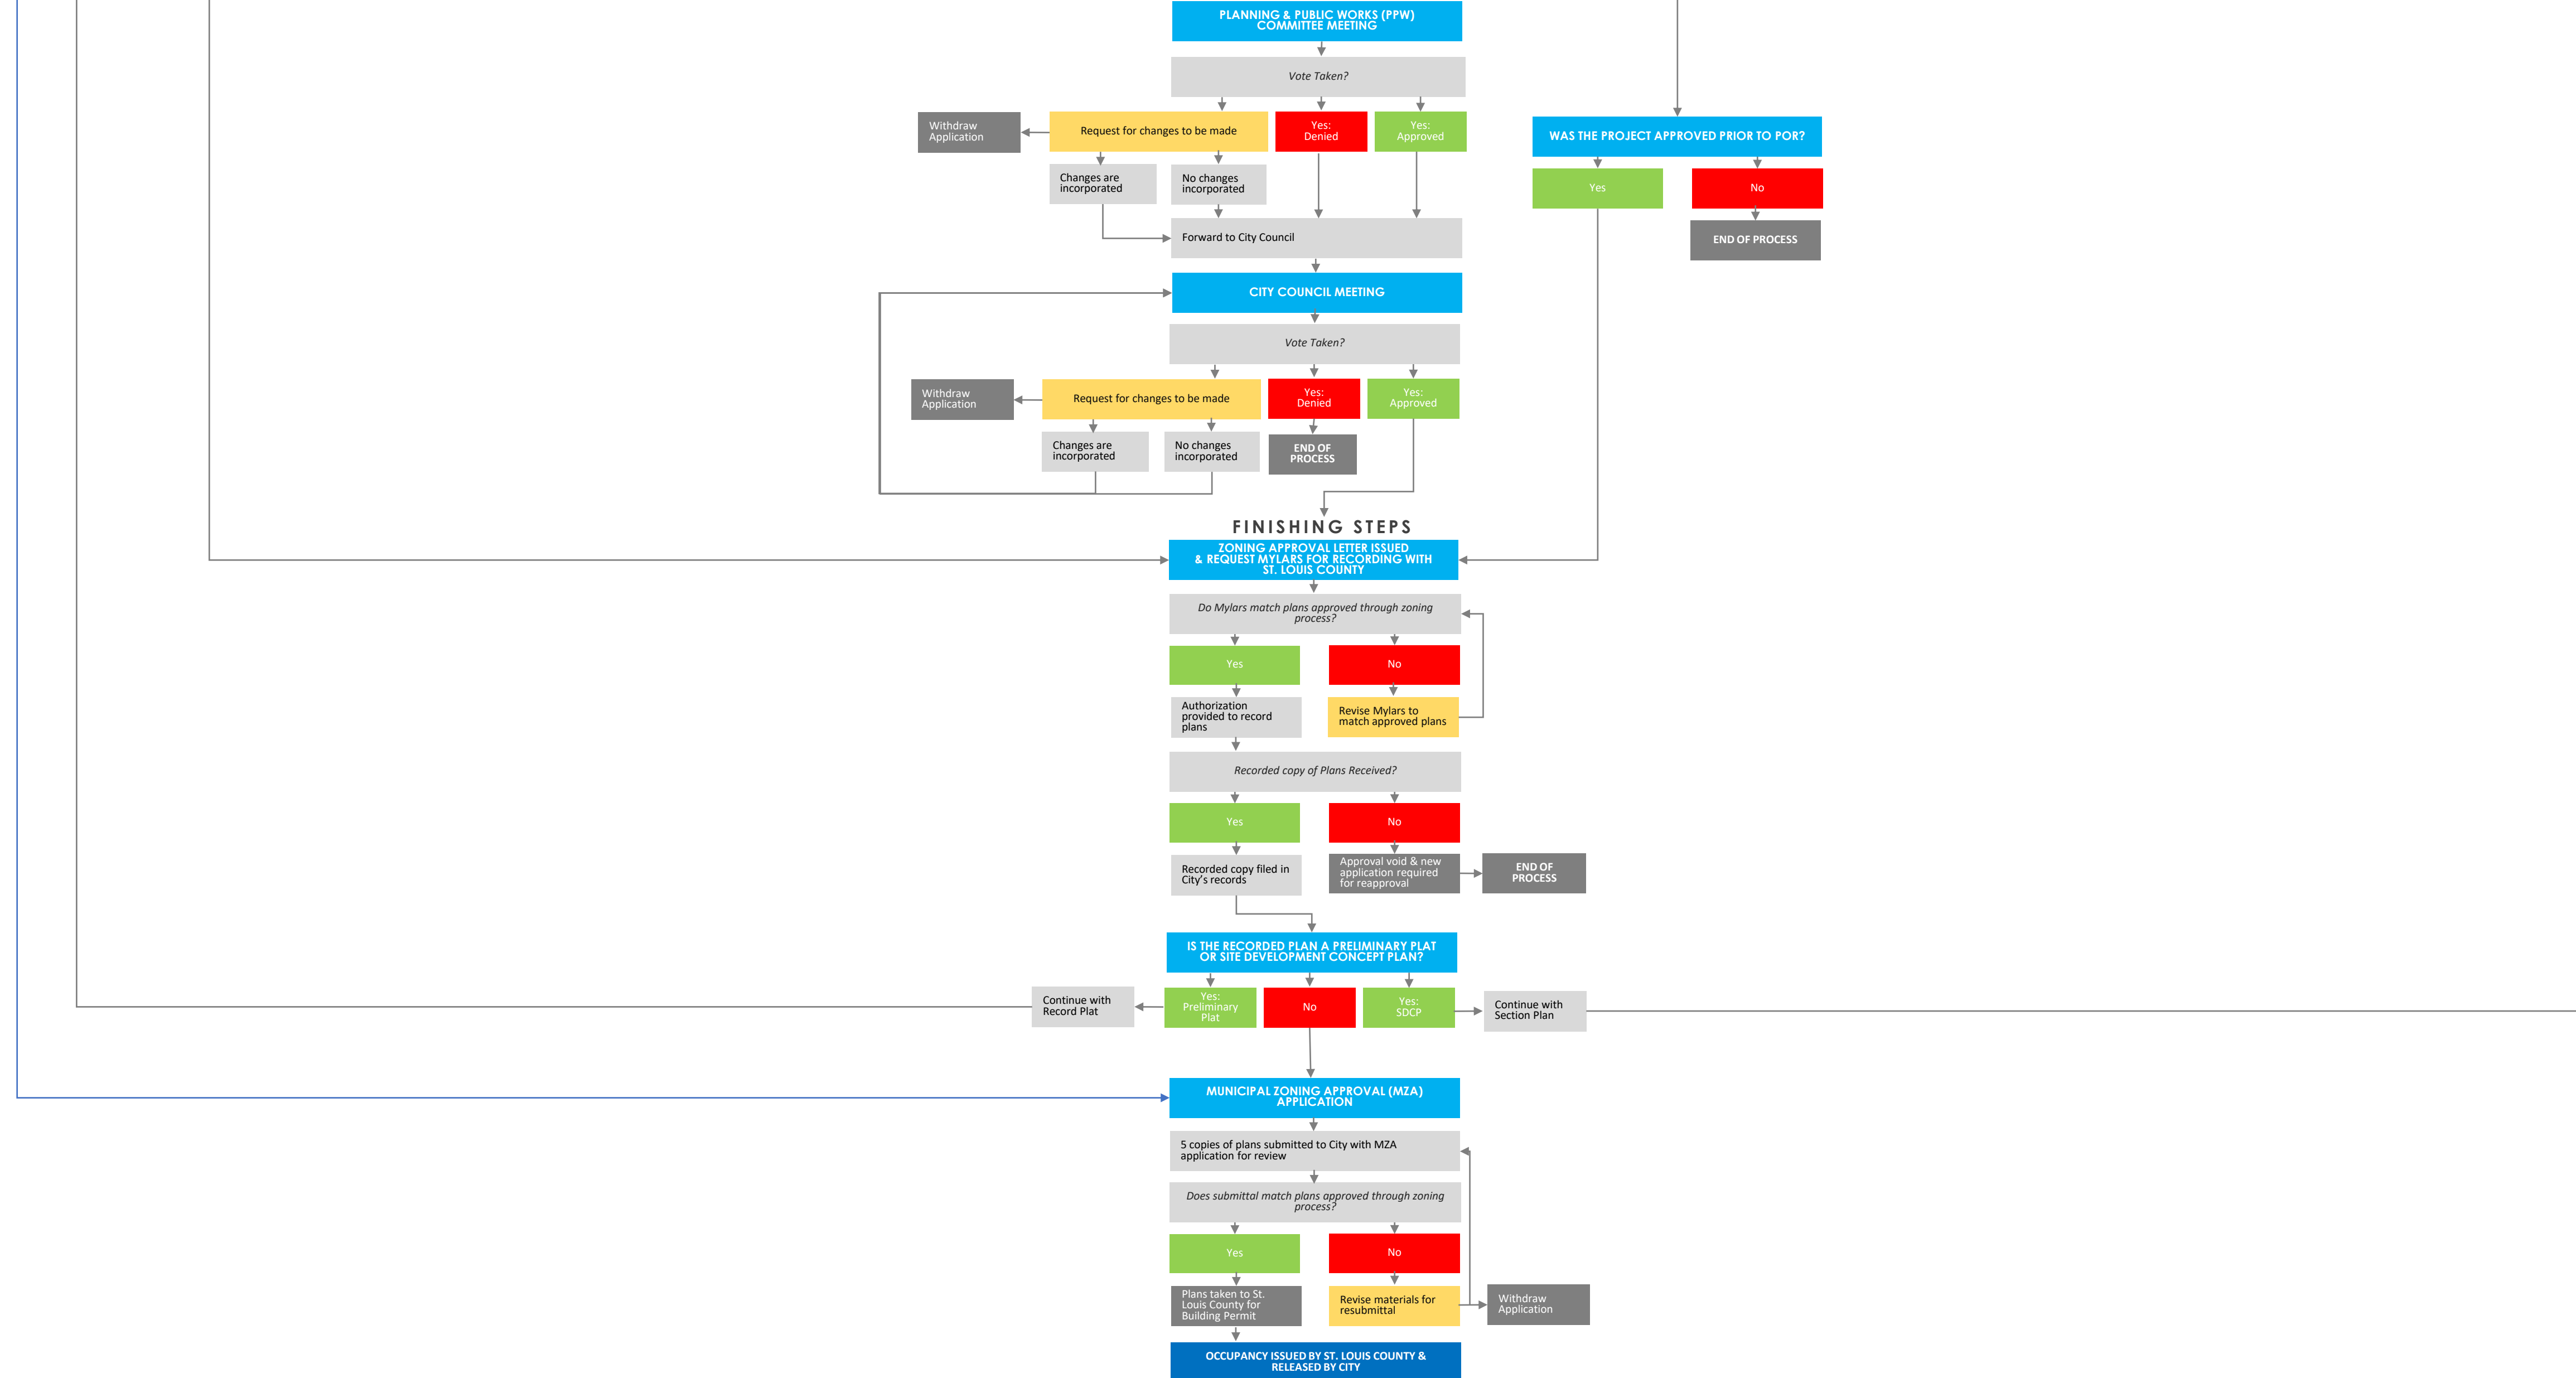 PLANNING & PUBLIC WORKS (PPW)
COMMITTEE MEETING
Vote Taken?
Withdraw
Application
Request for changes to be made
Yes:
Denied
Yes:
Approved
WAS THE PROJECT APPROVED PRIOR TO POR?
Changes are
incorporated
No changes
incorporated
Yes
No
Forward to City Council
END OF PROCESS
CITY COUNCIL MEETING
Vote Taken?
Withdraw
Application
Request for changes to be made
Yes:
Denied
Yes:
Approved
Changes are
incorporated
No changes
incorporated
END OF
PROCESS
FINISHING STEPS
ZONING APPROVAL LETTER ISSUED
& REQUEST MYLARS FOR RECORDING WITH
ST. LOUIS COUNTY
Do Mylars match plans approved through zoning
process?
Yes
No
Authorization
provided to record
plans
Revise Mylars to
match approved plans
Recorded copy of Plans Received?
Yes
No
Recorded copy filed in
City's records
Approval void & new
application required
for reapproval
END OF
PROCESS
IS THE RECORDED PLAN A PRELIMINARY PLAT
OR SITE DEVELOPMENT CONCEPT PLAN?
Continue with
Record Plat
Yes:
Preliminary
Plat
No
Yes:
SDCP
Continue with
Section Plan
MUNICIPAL ZONING APPROVAL (MZA)
APPLICATION
5 copies of plans submitted to City with MZA
application for review
Does submittal match plans approved through zoning
process?
Yes
No
Plans taken to St.
Louis County for
Building Permit
Revise materials for
resubmittal
Withdraw
Application
OCCUPANCY ISSUED BY ST. LOUIS COUNTY &
RELEASED BY CITY